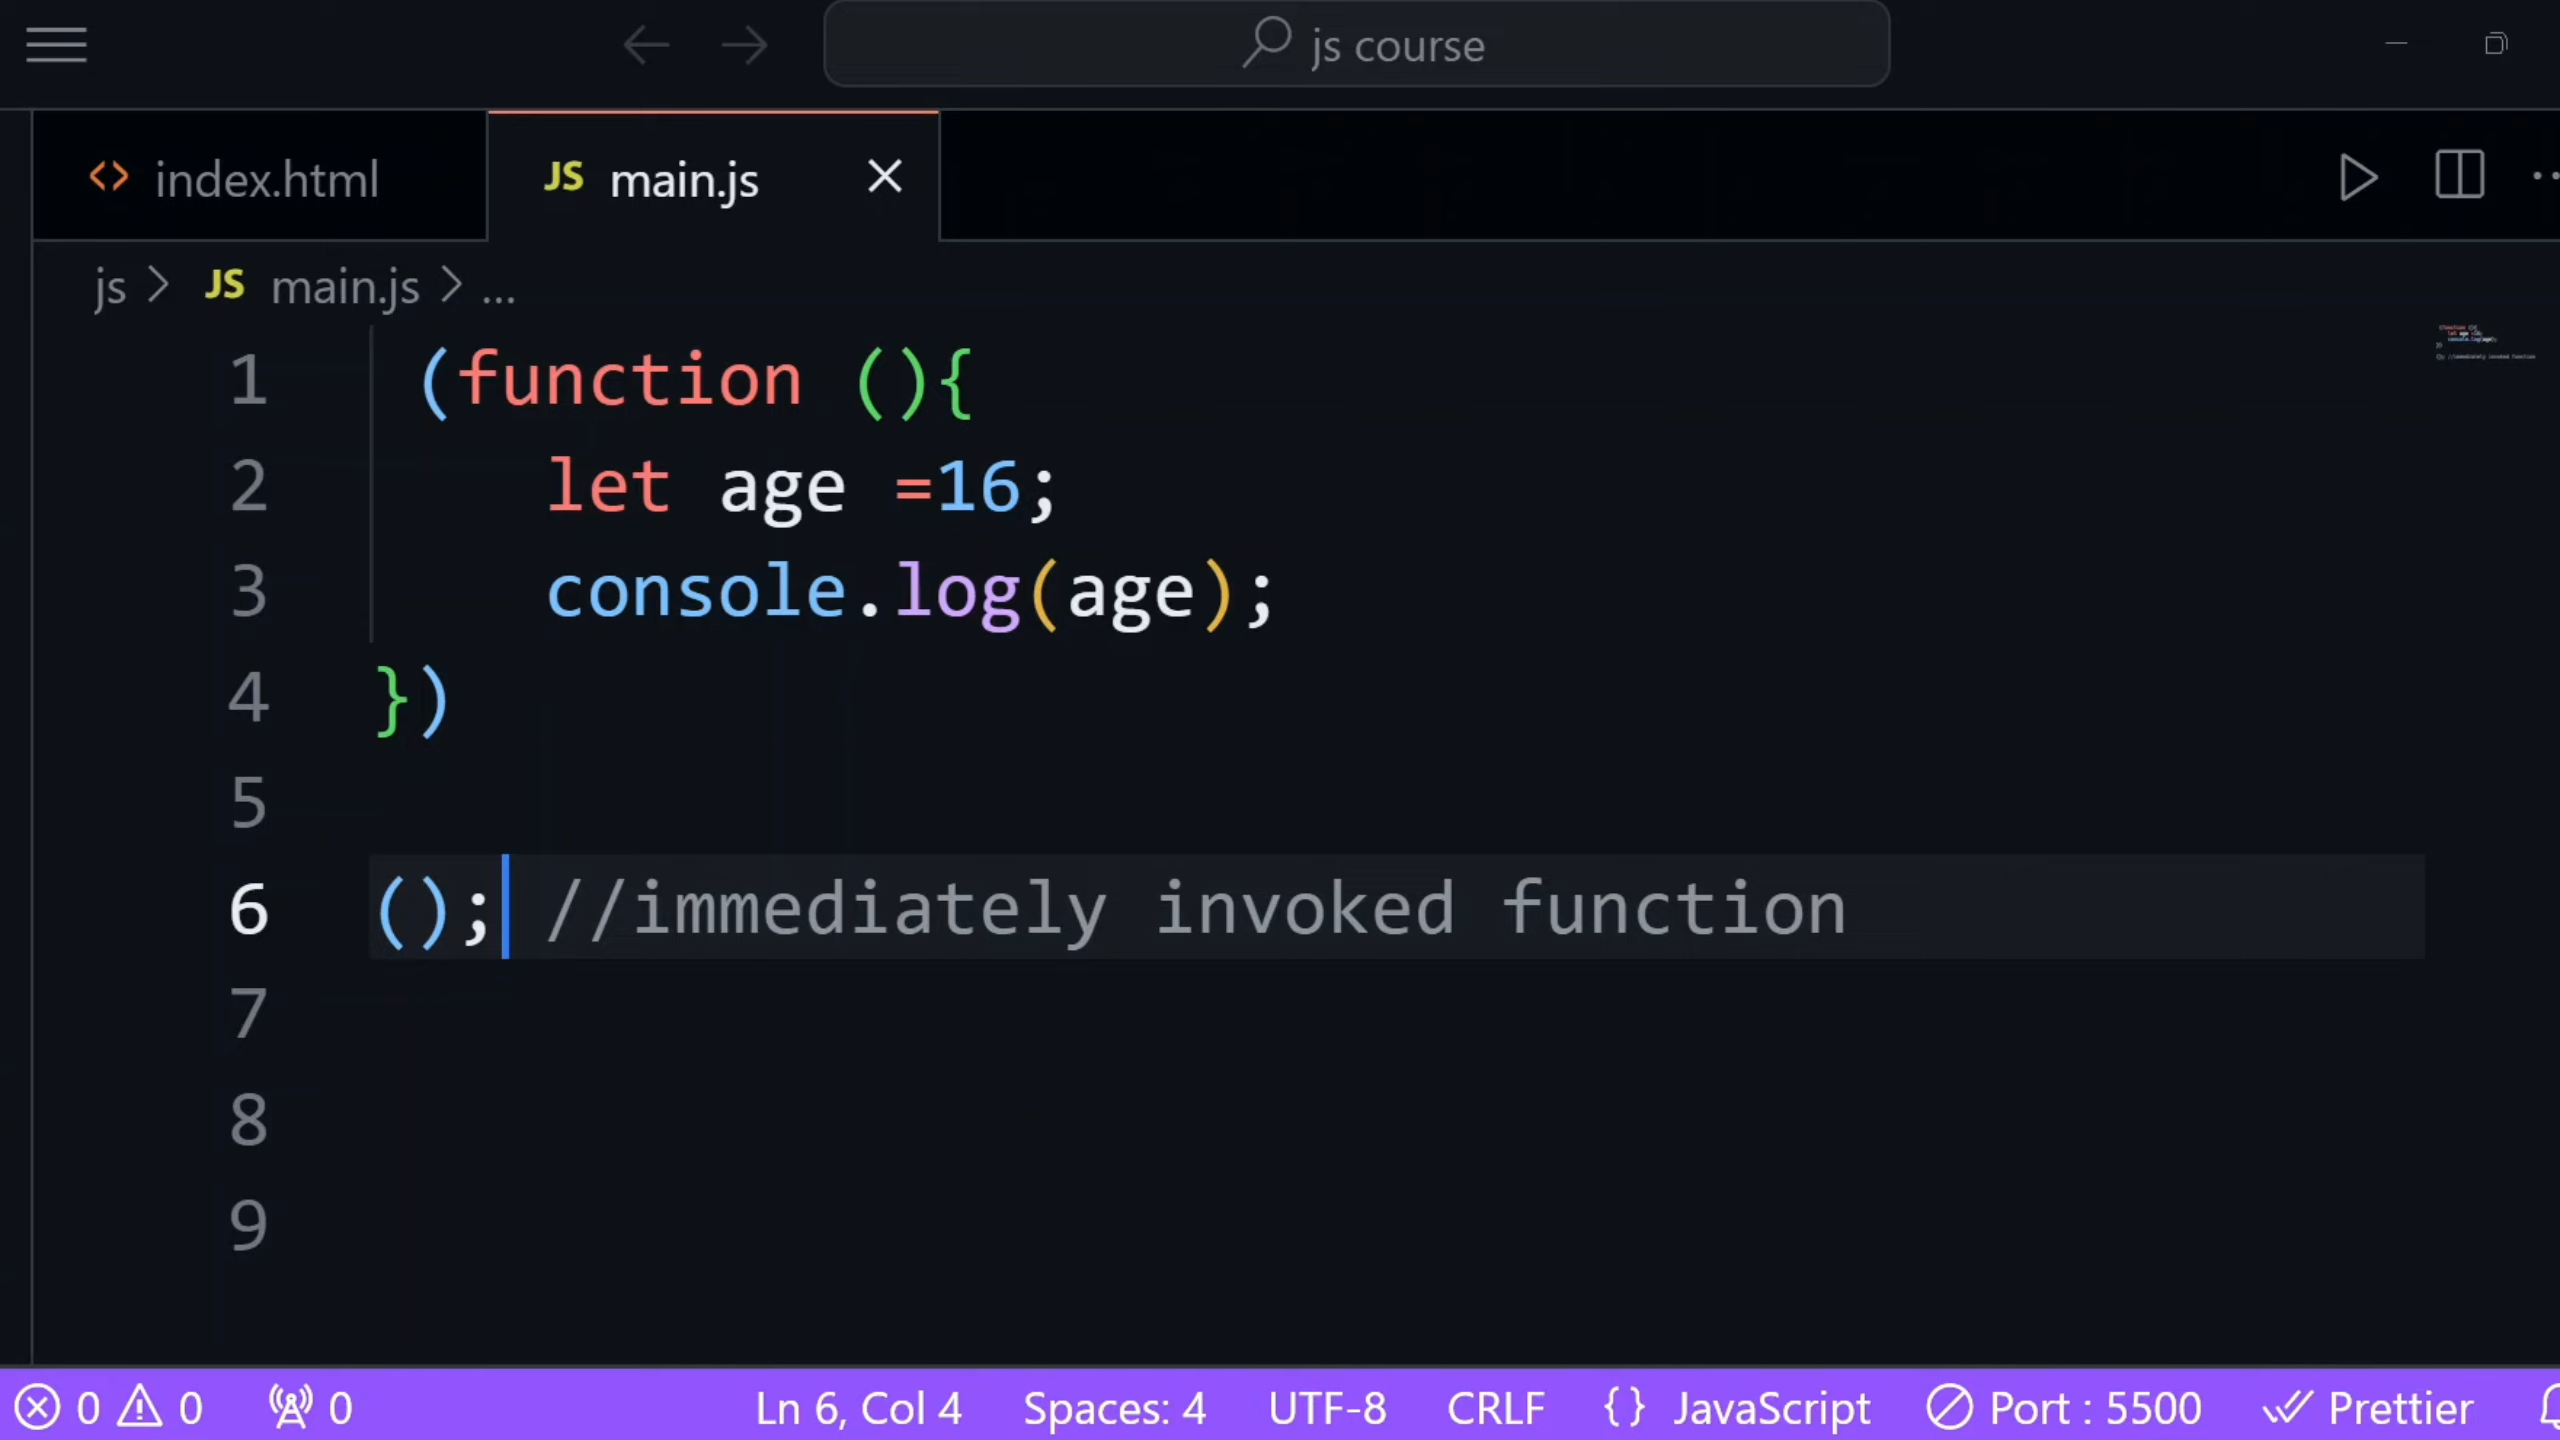 js course
index.html
JS main.js
js > JS main.js > ...
1 (function (){
2 let age =16;
3 console.log(age);
4 })
5
6 (); //immediately invoked function
7
8
9
0 0 0 Ln 6, Col 4 Spaces: 4 UTF-8 CRLF {} JavaScript Port : 5500 Prettier